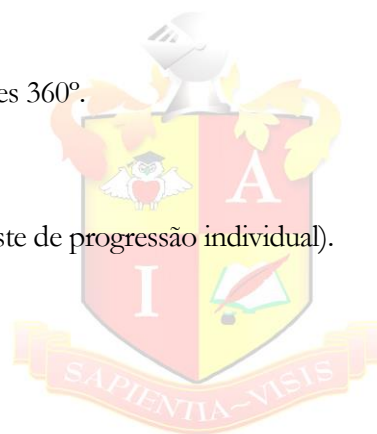 es 360º.
ste de progressão individual).
A
I
SAPIENTIA~VISIS